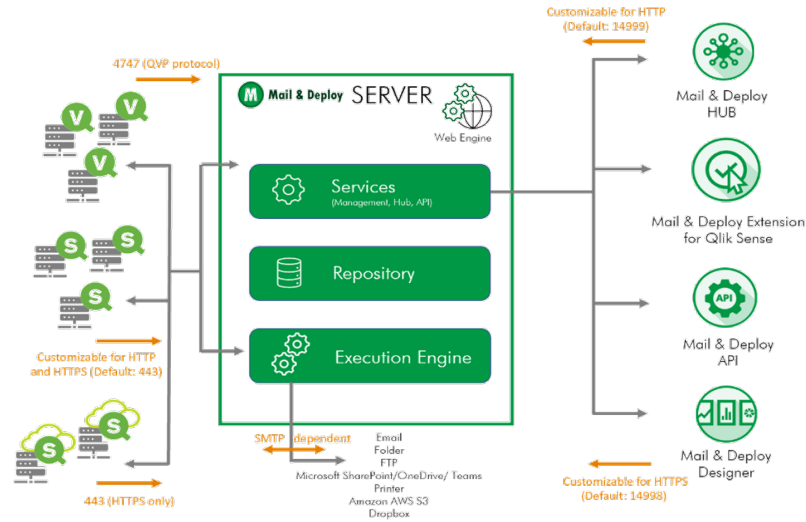 Customizable for HTTP
(Default: 14999)
4747 (QVP protocol)
M Mail & Deploy SERVER
Web Engine
Mail & Deploy
HUB
V
V
V
Services
(Management, Hub, API)
Mail & Deploy Extension
for Qlik Sense
S
S
S
Repository
API
Mail & Deploy
API
Customizable for HTTP
and HTTPS (Default: 443)
Execution Engine
S
S
443 (HTTPS only)
SMTP dependent
Email
Folder
FTP
Microsoft SharePoint/OneDrive/ Teams
Printer
Amazon AWS S3
Dropbox
Mail & Deploy
Designer
Customizable for HTTPS
(Default: 14998)